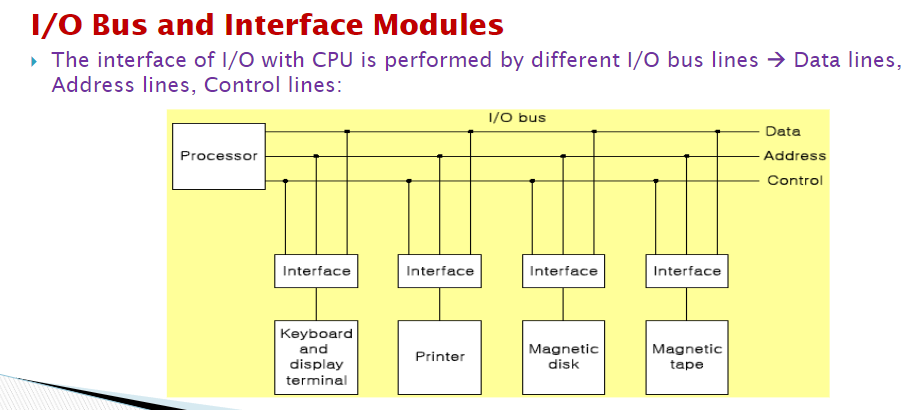 I/O Bus and Interface Modules
The interface of I/O with CPU is performed by different I/O bus lines → Data lines,
Address lines, Control lines:
I/O bus
Data
Processor
Address
Control
Interface Interface Interface Interface
Keyboard
and
display
terminal
Printer
Magnetic
disk
Magnetic
tape